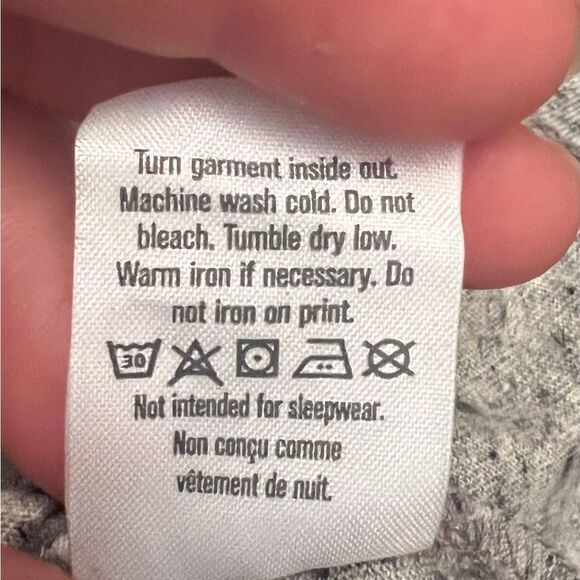 Turn garment inside out.
Machine wash cold. Do not
bleach. Tumble dry low.
Warm iron if necessary. Do
not iron on print.
30
Not intended for sleepwear.
Non conçu comme
vêtement de nuit.